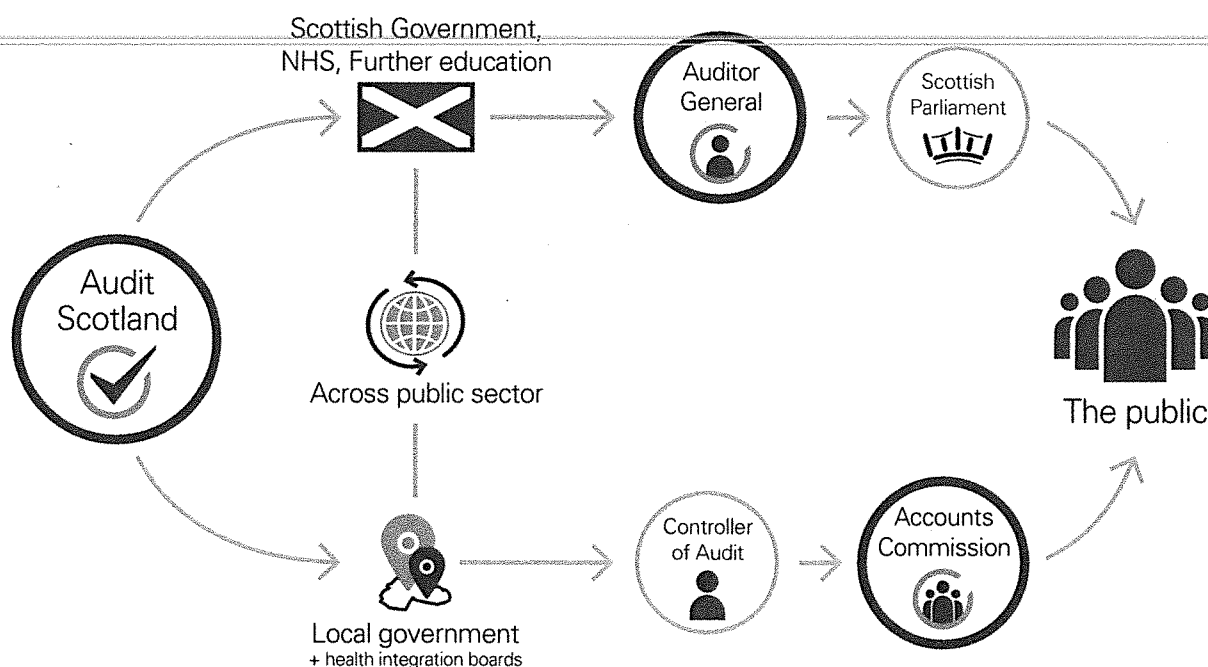 Scottish Government,
NHS, Further education
Auditor
General
Scottish
Parliament
Audit
Scotland
Across public sector
The public
Controller
of Audit
Accounts
Commission
Local government
+ health integration boards